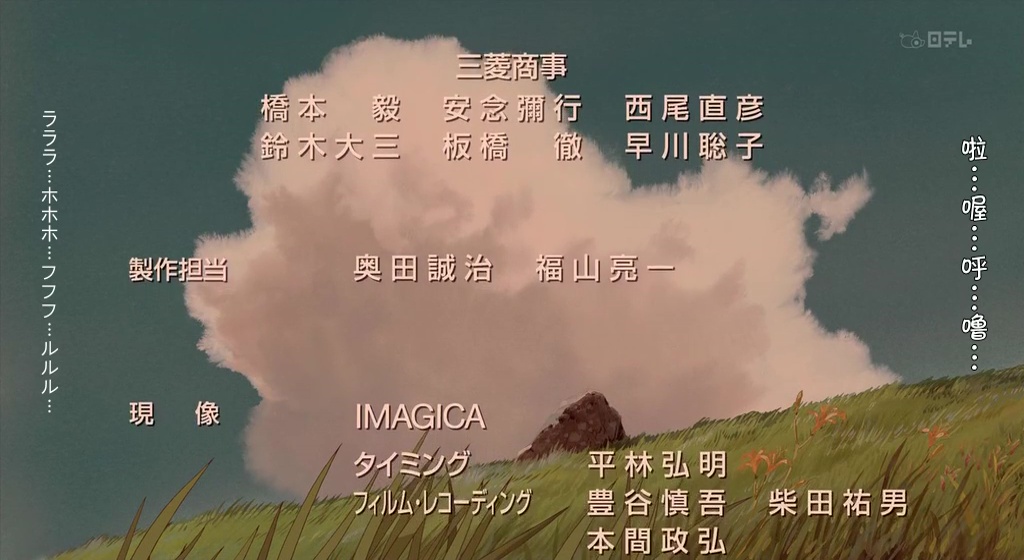 日テレ
三菱商事
橋本　毅　安念彌行　西尾直彦
鈴木大三　板橋　徹　早川聡子
製作担当　奥田誠治　福山亮一
現　像　IMAGICA
タイミング　平林弘明
フィルム・レコーディング　豊谷慎吾　柴田祐男
本間政弘
ラララ…ホホホ…フフフ…ルルル…
啦…喔…呼…噜…